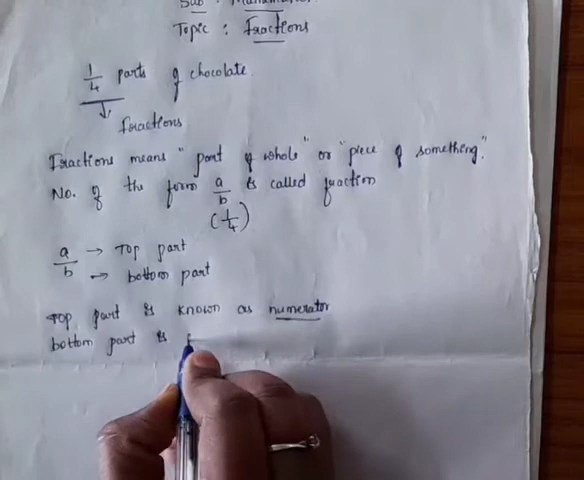 Sub : Mathematics
Topic : Fractions
1/4 parts of chocolate.
fractions
Fractions means "part of whole" or "piece of something".
No. of the form a/b is called fraction
(1/4)
a/b → Top part
→ bottom part
Top part is known as numerator
bottom part is